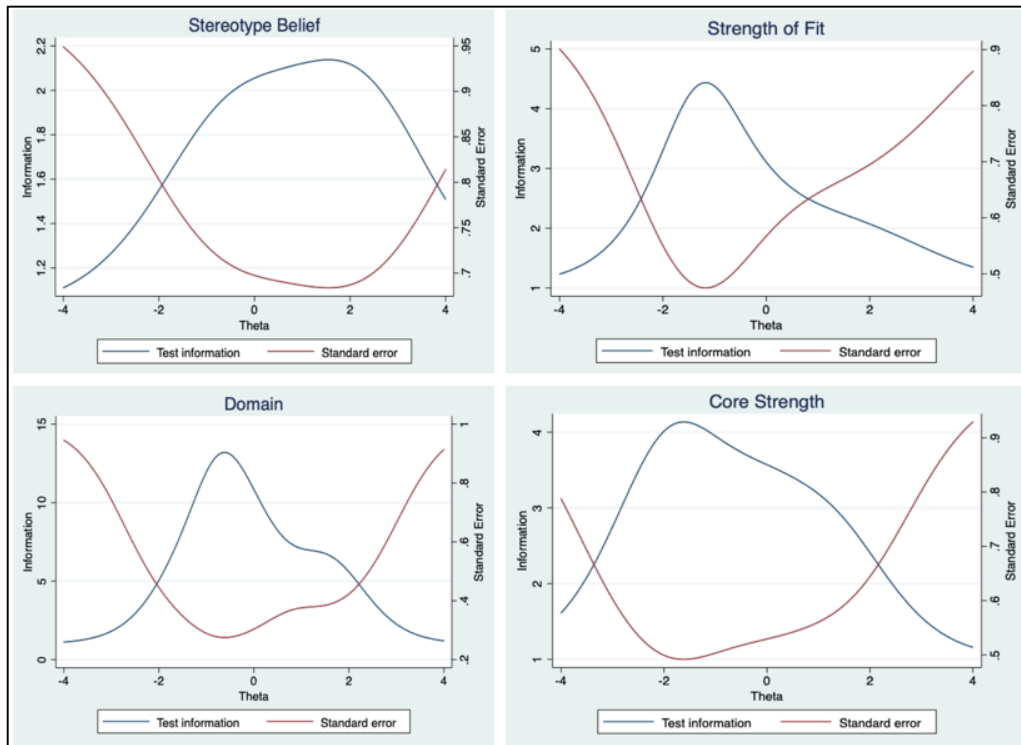 Stereotype Belief
2.2
2
1.8
1.6
1.4
1.2
Information
.95
.9
.85
.8
.75
.7
Standard Error
-4 -2 0 2 4
Theta
Test information Standard error
Strength of Fit
5
4
3
2
1
Information
.9
.8
.7
.6
.5
Standard Error
-4 -2 0 2 4
Theta
Test information Standard error
Domain
15
10
5
0
Information
1
.8
.6
.4
.2
Standard Error
-4 -2 0 2 4
Theta
Test information Standard error
Core Strength
4
3
2
1
Information
.9
.8
.7
.6
.5
Standard Error
-4 -2 0 2 4
Theta
Test information Standard error